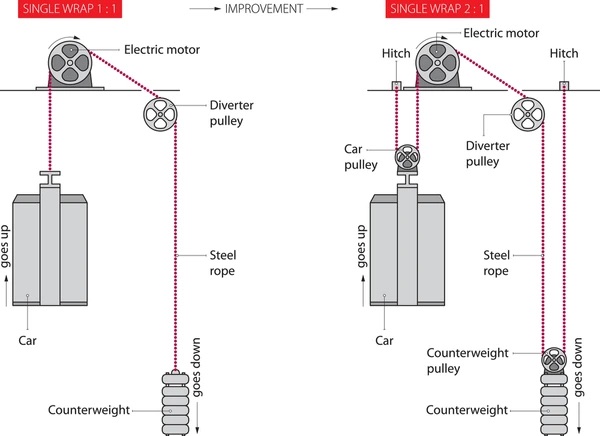 SINGLE WRAP 1 : 1
IMPROVEMENT
SINGLE WRAP 2 : 1
Electric motor
Diverter
pulley
goes up
Steel
rope
Car
goes down
Counterweight
Electric motor
Hitch
Hitch
Car
pulley
Diverter
pulley
goes up
Steel
rope
Car
Counterweight
pulley
goes down
Counterweight